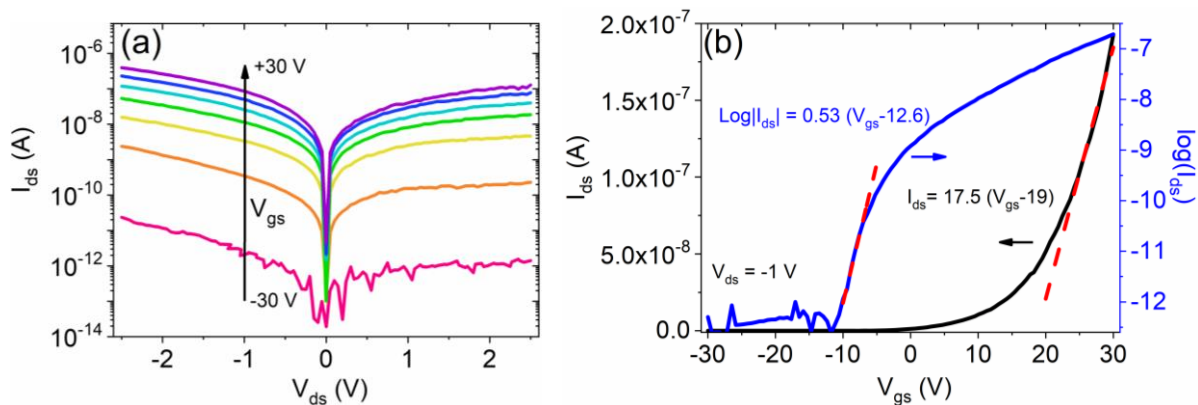 (a)
10⁻⁶
10⁻⁸
10⁻¹⁰
10⁻¹²
10⁻¹⁴
I_ds (A)
+30 V
V_gs
-30 V
-2
-1
0
1
2
V_ds (V)
(b)
2.0x10⁻⁷
1.5x10⁻⁷
1.0x10⁻⁷
5.0x10⁻⁸
0.0
I_ds (A)
Log|I_ds| = 0.53 (V_gs-12.6)
I_ds= 17.5 (V_gs-19)
V_ds = -1 V
-30
-20
-10
0
10
20
30
V_gs (V)
-7
-8
-9
-10
-11
-12
log(I_ds)